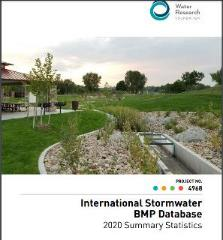 Water
Research
FOUNDATION
PROJECT NO.
4968
International Stormwater
BMP Database
2020 Summary Statistics